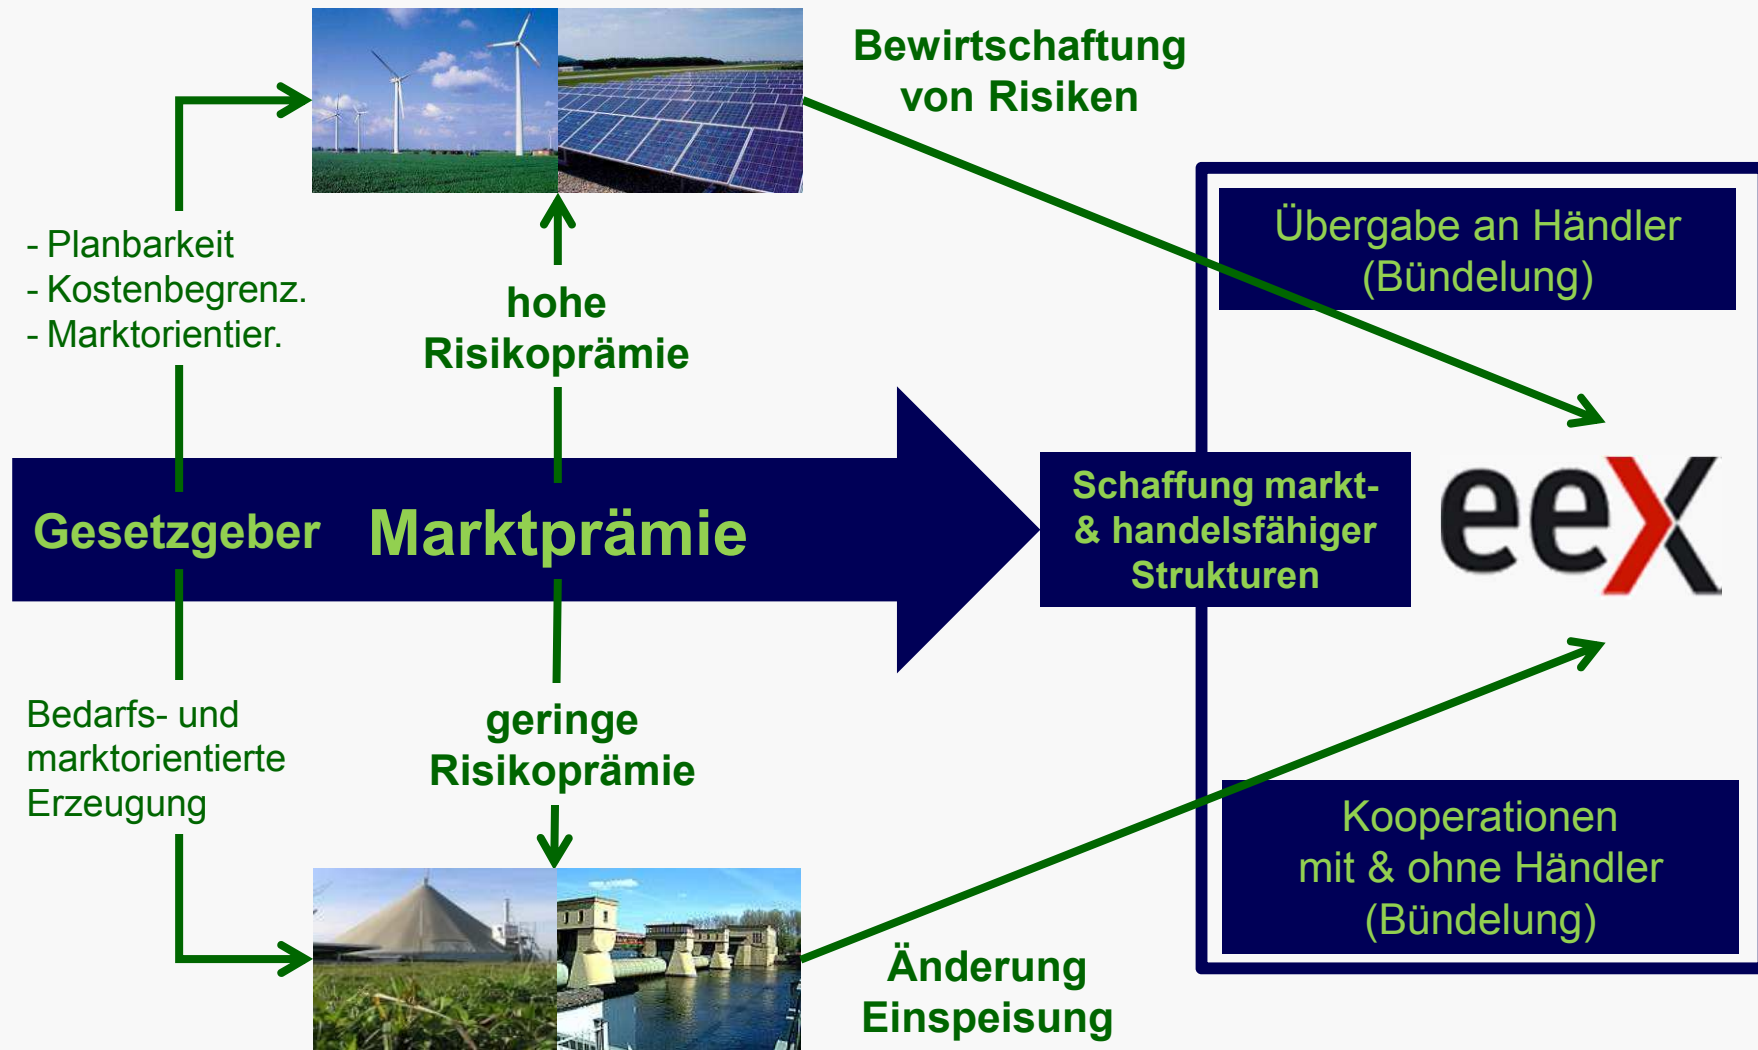 Bewirtschaftung
von Risiken
- Planbarkeit
- Kostenbegrenz.
- Marktorientier.
hohe
Risikoprämie
Übergabe an Händler
(Bündelung)
Gesetzgeber
Marktprämie
Schaffung markt-
& handelsfähiger
Strukturen
eex
Bedarfs- und
marktorientierte
Erzeugung
geringe
Risikoprämie
Kooperationen
mit & ohne Händler
(Bündelung)
Änderung
Einspeisung